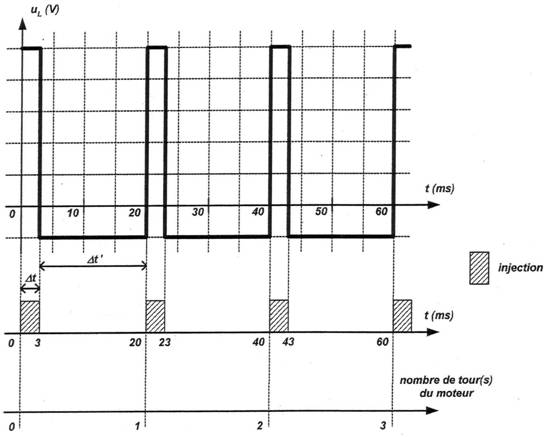 uL (V)
t (ms)
0 10 20 30 40 50 60
Δt'
Δt
injection
t (ms)
0 3 20 23 40 43 60
nombre de tour(s)
du moteur
0 1 2 3